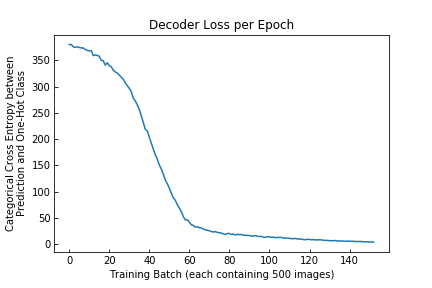 Decoder Loss per Epoch
Categorical Cross Entropy between
Prediction and One-Hot Class
350
300
250
200
150
100
50
0
0 20 40 60 80 100 120 140
Training Batch (each containing 500 images)